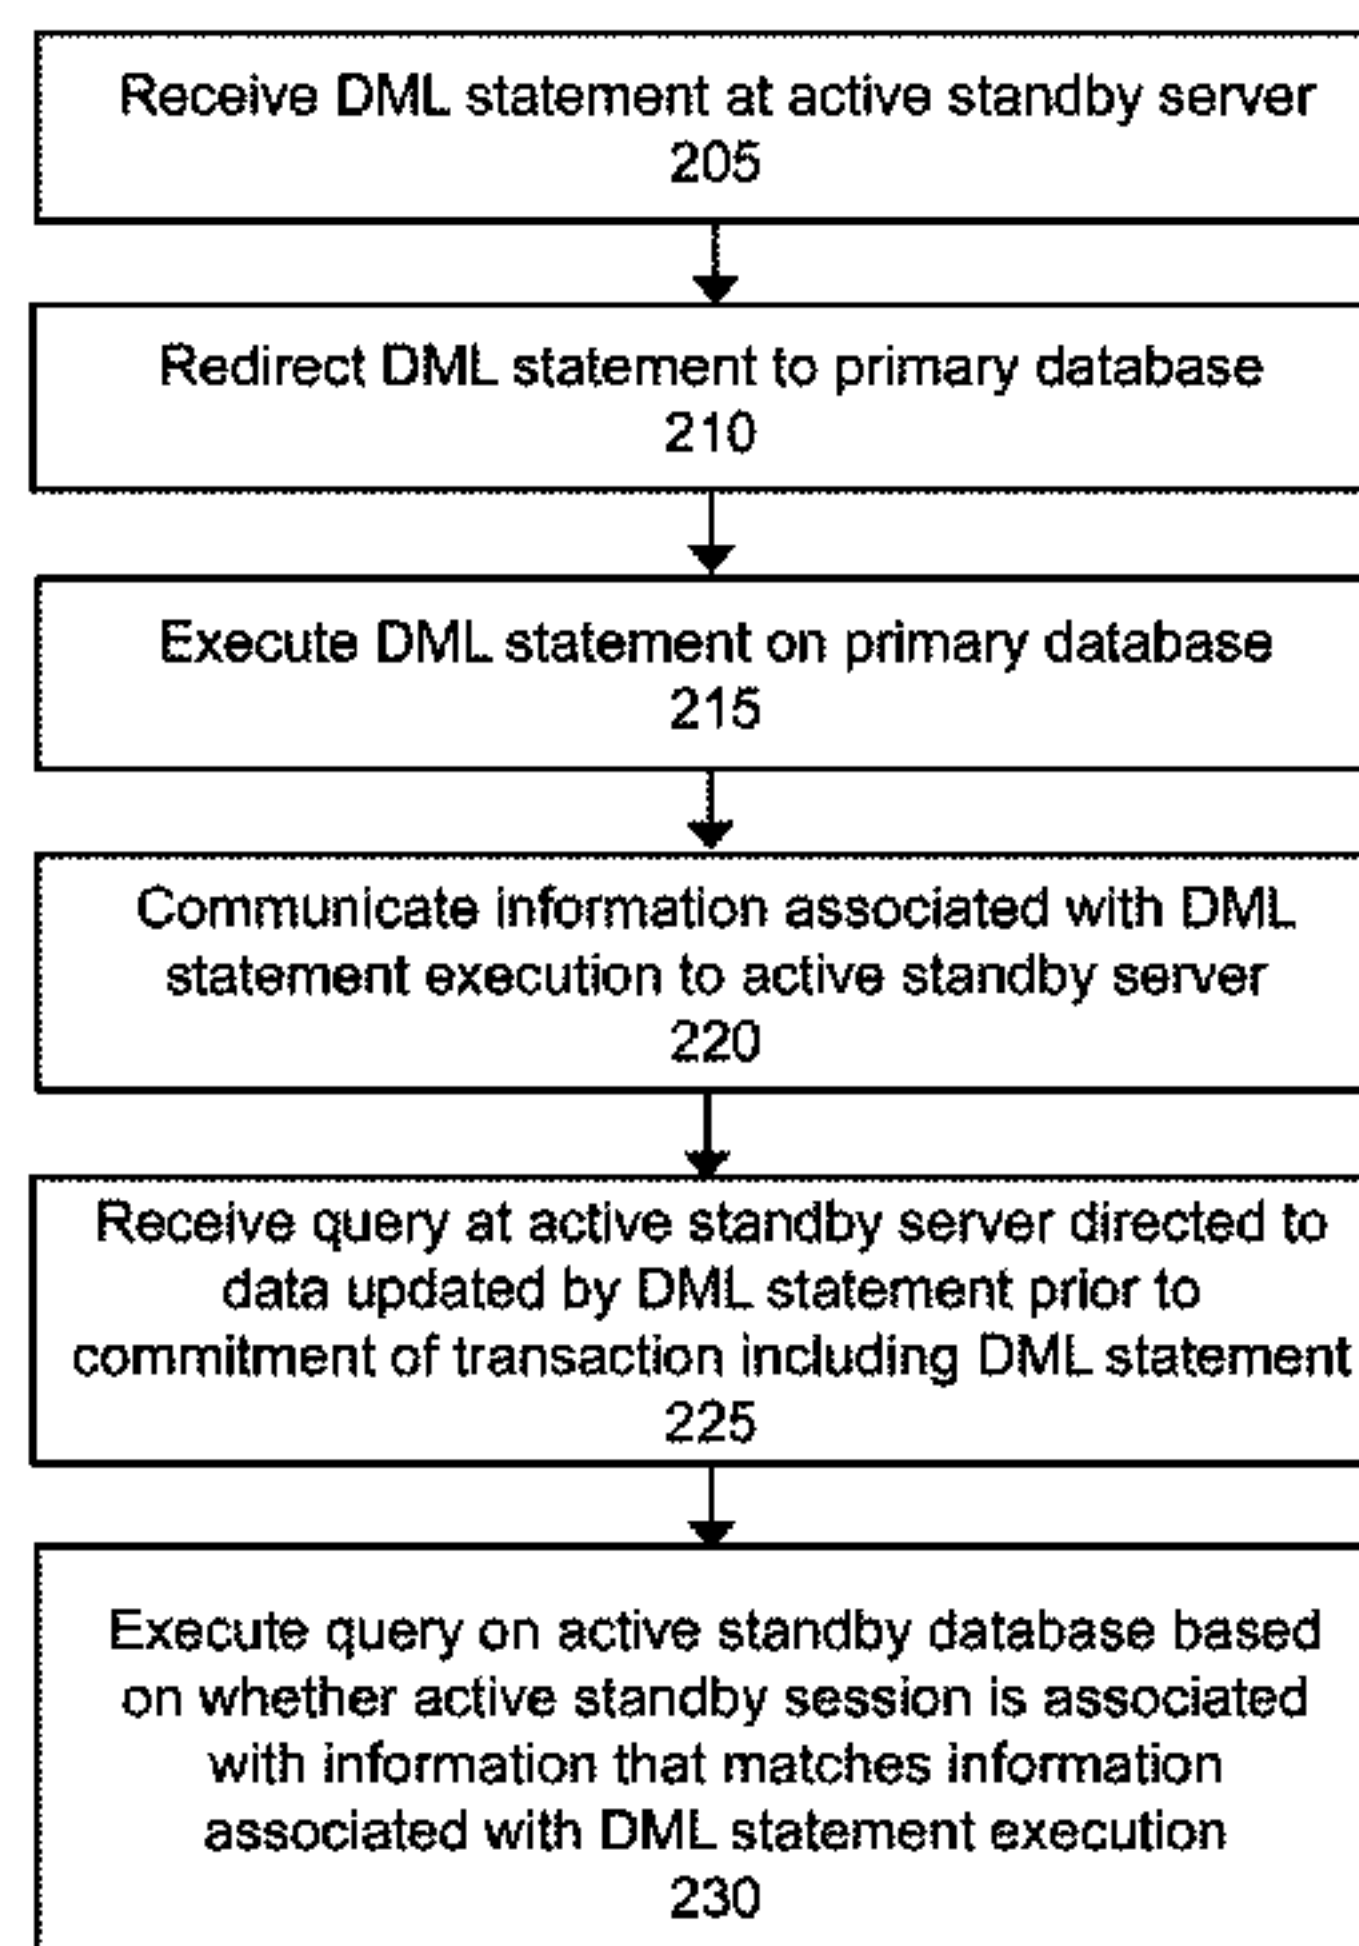 Receive DML statement at active standby server
205
Redirect DML statement to primary database
210
Execute DML statement on primary database
215
Communicate information associated with DML
statement execution to active standby server
220
Receive query at active standby server directed to
data updated by DML statement prior to
commitment of transaction including DML statement
225
Execute query on active standby database based
on whether active standby session is associated
with information that matches information
associated with DML statement execution
230